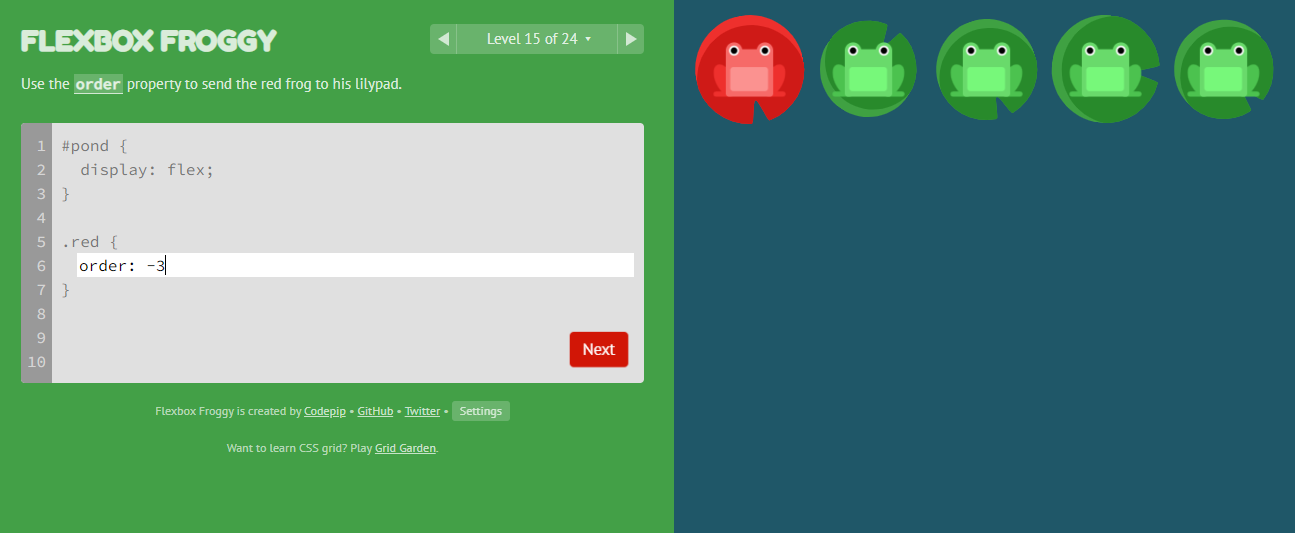 FLEXBOX FROGGY
Level 15 of 24
Use the order property to send the red frog to his lilypad.
1 #pond {
2 display: flex;
3 }
4
5 .red {
6 order: -3
7 }
8
9
10
Next
Flexbox Froggy is created by Codepip • GitHub • Twitter • Settings
Want to learn CSS grid? Play Grid Garden.